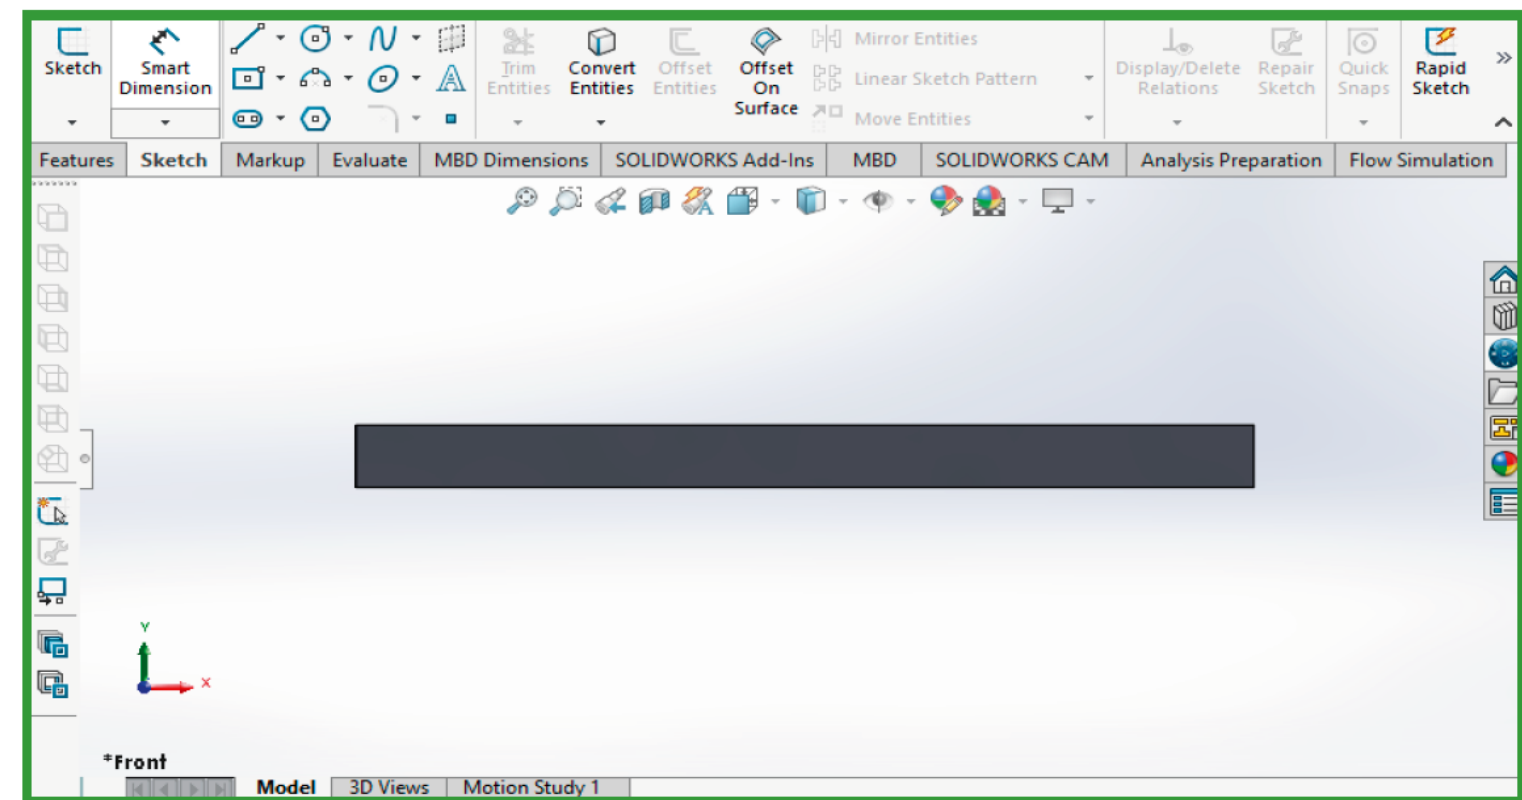 Sketch
Smart
Dimension
Trim
Entities
Convert
Entities
Offset
Entities
Offset
On
Surface
Mirror Entities
Linear Sketch Pattern
Move Entities
Display/Delete
Relations
Repair
Sketch
Quick
Snaps
Rapid
Sketch
Features Sketch Markup Evaluate MBD Dimensions SOLIDWORKS Add-Ins MBD SOLIDWORKS CAM Analysis Preparation Flow Simulation
Y
X
*Front
Model 3D Views Motion Study 1